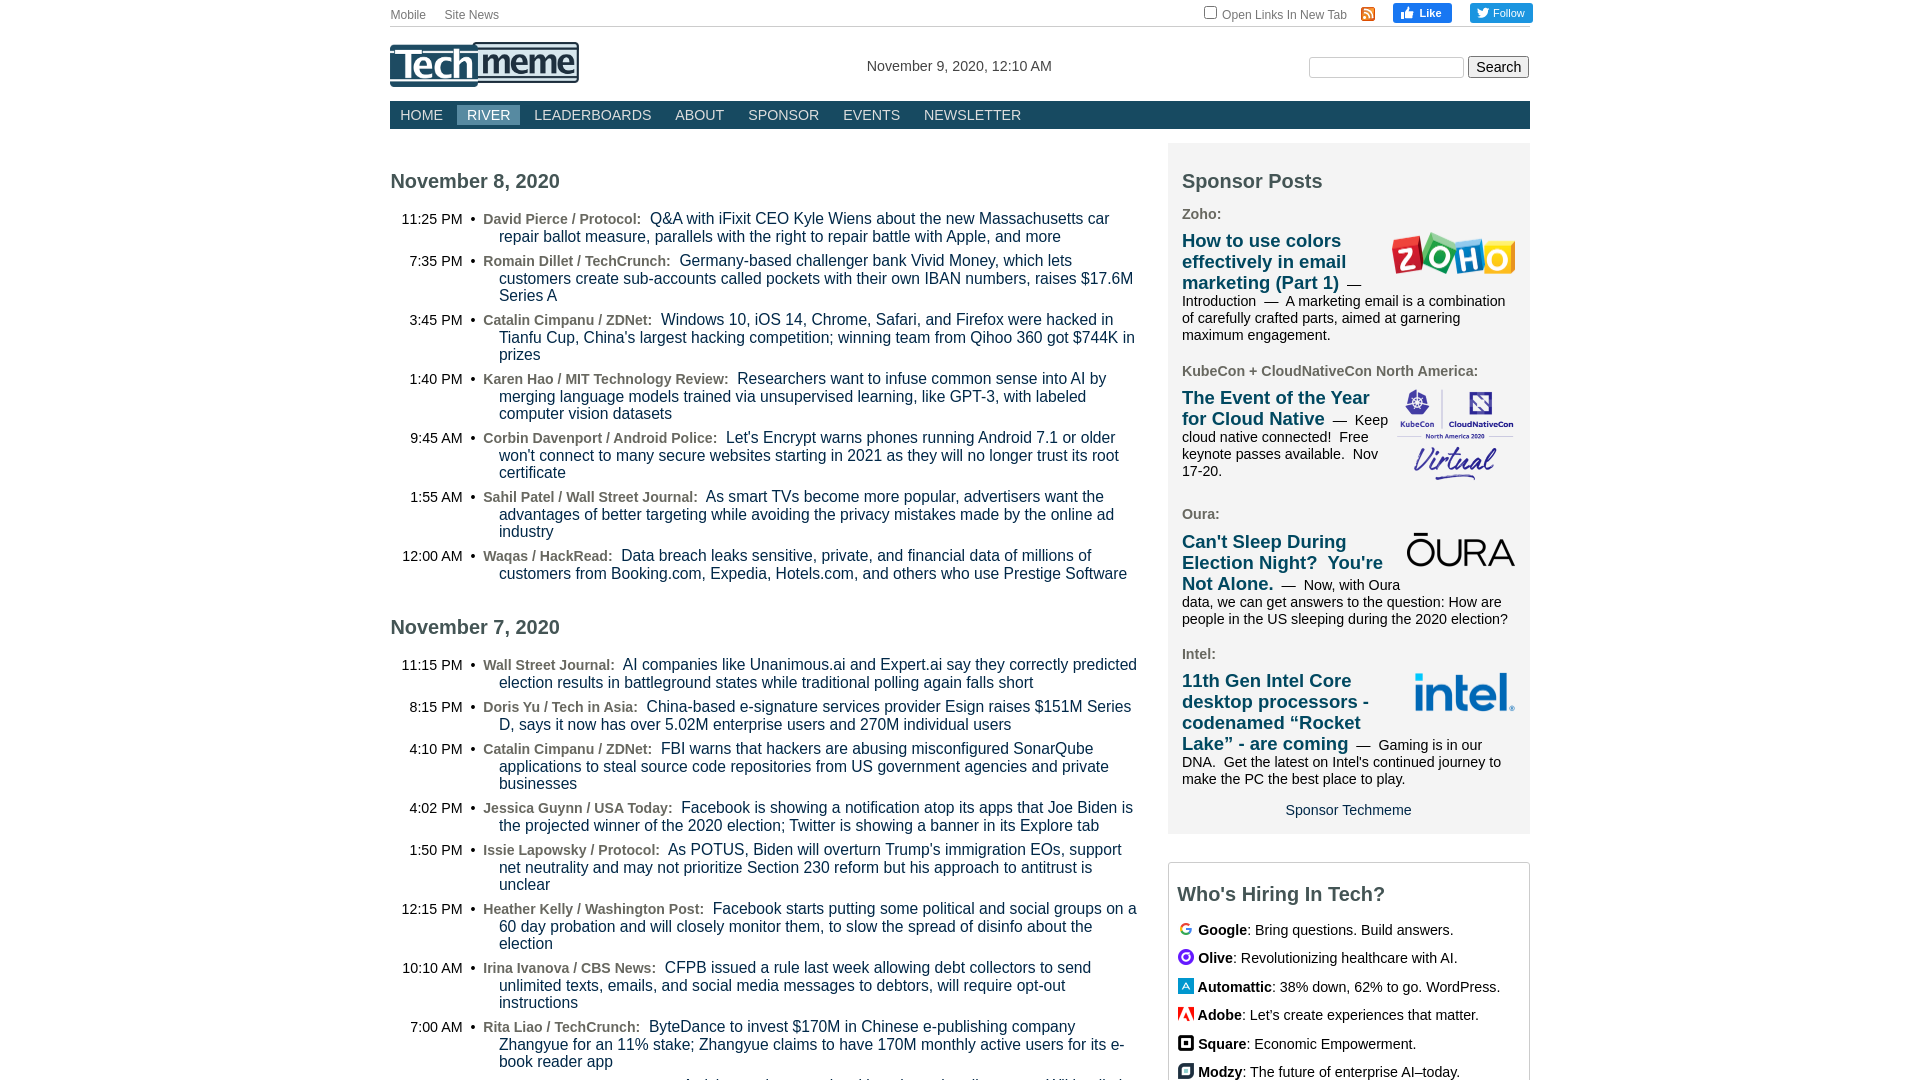 Mobile Site News Open Links In New Tab Like Follow
Techmeme
November 9, 2020, 12:10 AM
Search
HOME RIVER LEADERBOARDS ABOUT SPONSOR EVENTS NEWSLETTER
November 8, 2020
11:25 PM • David Pierce / Protocol: Q&A with iFixit CEO Kyle Wiens about the new Massachusetts car
repair ballot measure, parallels with the right to repair battle with Apple, and more
7:35 PM • Romain Dillet / TechCrunch: Germany-based challenger bank Vivid Money, which lets
customers create sub-accounts called pockets with their own IBAN numbers, raises $17.6M
Series A
3:45 PM • Catalin Cimpanu / ZDNet: Windows 10, iOS 14, Chrome, Safari, and Firefox were hacked in
Tianfu Cup, China's largest hacking competition; winning team from Qihoo 360 got $744K in
prizes
1:40 PM • Karen Hao / MIT Technology Review: Researchers want to infuse common sense into AI by
merging language models trained via unsupervised learning, like GPT-3, with labeled
computer vision datasets
9:45 AM • Corbin Davenport / Android Police: Let's Encrypt warns phones running Android 7.1 or older
won't connect to many secure websites starting in 2021 as they will no longer trust its root
certificate
1:55 AM • Sahil Patel / Wall Street Journal: As smart TVs become more popular, advertisers want the
advantages of better targeting while avoiding the privacy mistakes made by the online ad
industry
12:00 AM • Waqas / HackRead: Data breach leaks sensitive, private, and financial data of millions of
customers from Booking.com, Expedia, Hotels.com, and others who use Prestige Software
November 7, 2020
11:15 PM • Wall Street Journal: AI companies like Unanimous.ai and Expert.ai say they correctly predicted
election results in battleground states while traditional polling again falls short
8:15 PM • Doris Yu / Tech in Asia: China-based e-signature services provider Esign raises $151M Series
D, says it now has over 5.02M enterprise users and 270M individual users
4:10 PM • Catalin Cimpanu / ZDNet: FBI warns that hackers are abusing misconfigured SonarQube
applications to steal source code repositories from US government agencies and private
businesses
4:02 PM • Jessica Guynn / USA Today: Facebook is showing a notification atop its apps that Joe Biden is
the projected winner of the 2020 election; Twitter is showing a banner in its Explore tab
1:50 PM • Issie Lapowsky / Protocol: As POTUS, Biden will overturn Trump's immigration EOs, support
net neutrality and may not prioritize Section 230 reform but his approach to antitrust is
unclear
12:15 PM • Heather Kelly / Washington Post: Facebook starts putting some political and social groups on a
60 day probation and will closely monitor them, to slow the spread of disinfo about the
election
10:10 AM • Irina Ivanova / CBS News: CFPB issued a rule last week allowing debt collectors to send
unlimited texts, emails, and social media messages to debtors, will require opt-out
instructions
7:00 AM • Rita Liao / TechCrunch: ByteDance to invest $170M in Chinese e-publishing company
Zhangyue for an 11% stake; Zhangyue claims to have 170M monthly active users for its e-
book reader app
Sponsor Posts
Zoho:
How to use colors
effectively in email
marketing (Part 1) —
ZOHO
Introduction — A marketing email is a combination
of carefully crafted parts, aimed at garnering
maximum engagement.
KubeCon + CloudNativeCon North America:
The Event of the Year
for Cloud Native — Keep
cloud native connected! Free
keynote passes available. Nov
17-20.
KubeCon CloudNativeCon
North America 2020
Virtual
Oura:
Can't Sleep During
Election Night? You're
Not Alone. — Now, with Oura
ŌURA
data, we can get answers to the question: How are
people in the US sleeping during the 2020 election?
Intel:
11th Gen Intel Core
desktop processors -
codenamed “Rocket
Lake” - are coming — Gaming is in our
intel®
DNA. Get the latest on Intel's continued journey to
make the PC the best place to play.
Sponsor Techmeme
Who's Hiring In Tech?
Google: Bring questions. Build answers.
Olive: Revolutionizing healthcare with AI.
Automattic: 38% down, 62% to go. WordPress.
Adobe: Let’s create experiences that matter.
Square: Economic Empowerment.
Modzy: The future of enterprise AI–today.